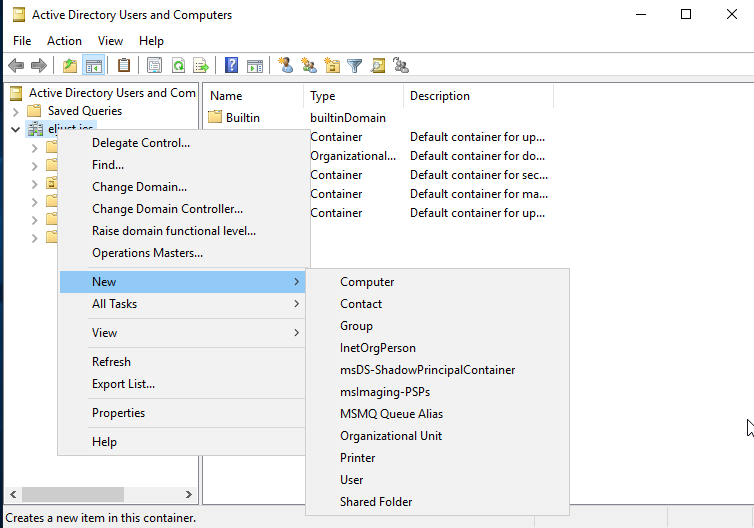 Active Directory Users and Computers
File Action View Help
Active Directory Users and Com
Saved Queries
Name Type Description
Builtin builtinDomain
Container Default container for up...
Organizational... Default container for do...
Container Default container for sec...
Container Default container for ma...
Container Default container for up...
Delegate Control...
Find...
Change Domain...
Change Domain Controller...
Raise domain functional level...
Operations Masters...
New
All Tasks
View
Refresh
Export List...
Properties
Help
Computer
Contact
Group
InetOrgPerson
msDS-ShadowPrincipalContainer
msImaging-PSPs
MSMQ Queue Alias
Organizational Unit
Printer
User
Shared Folder
Creates a new item in this container.